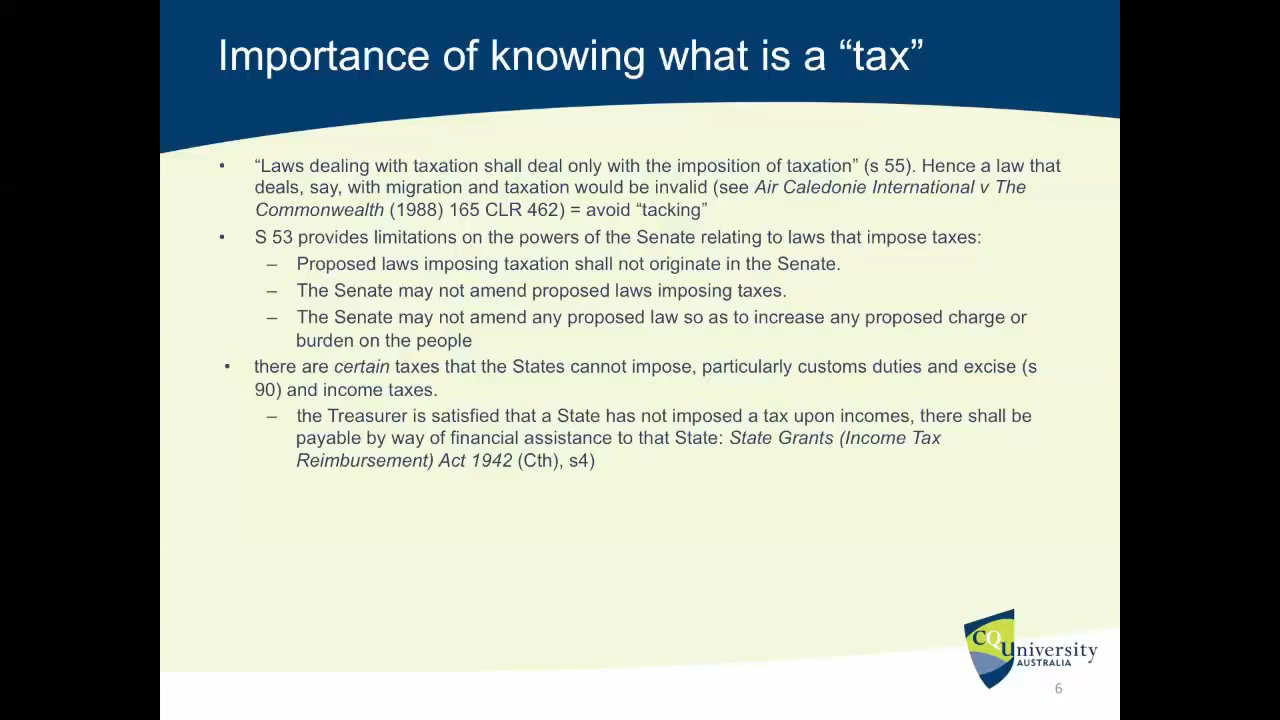 Importance of knowing what is a “tax”
• “Laws dealing with taxation shall deal only with the imposition of taxation” (s 55). Hence a law that
deals, say, with migration and taxation would be invalid (see Air Caledonie International v The
Commonwealth (1988) 165 CLR 462) = avoid “tacking”
• S 53 provides limitations on the powers of the Senate relating to laws that impose taxes:
– Proposed laws imposing taxation shall not originate in the Senate.
– The Senate may not amend proposed laws imposing taxes.
– The Senate may not amend any proposed law so as to increase any proposed charge or
burden on the people
• there are certain taxes that the States cannot impose, particularly customs duties and excise (s
90) and income taxes.
– the Treasurer is satisfied that a State has not imposed a tax upon incomes, there shall be
payable by way of financial assistance to that State: State Grants (Income Tax
Reimbursement) Act 1942 (Cth), s4)
CQUniversity
AUSTRALIA
6